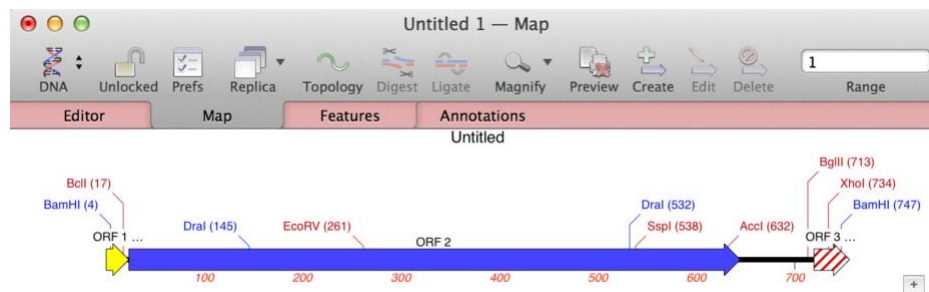 Untitled 1 — Map
DNA Unlocked Prefs Replica Topology Digest Ligate Magnify Preview Create Edit Delete Range
1
Editor Map Features Annotations
Untitled
BglII (713)
BclI (17) XhoI (734)
BamHI (4) DraI (532) BamHI (747)
DraI (145) EcoRV (261) SspI (538) AccI (632)
ORF 1 ... ORF 2 ORF 3 ...
100 200 300 400 500 600 700
+